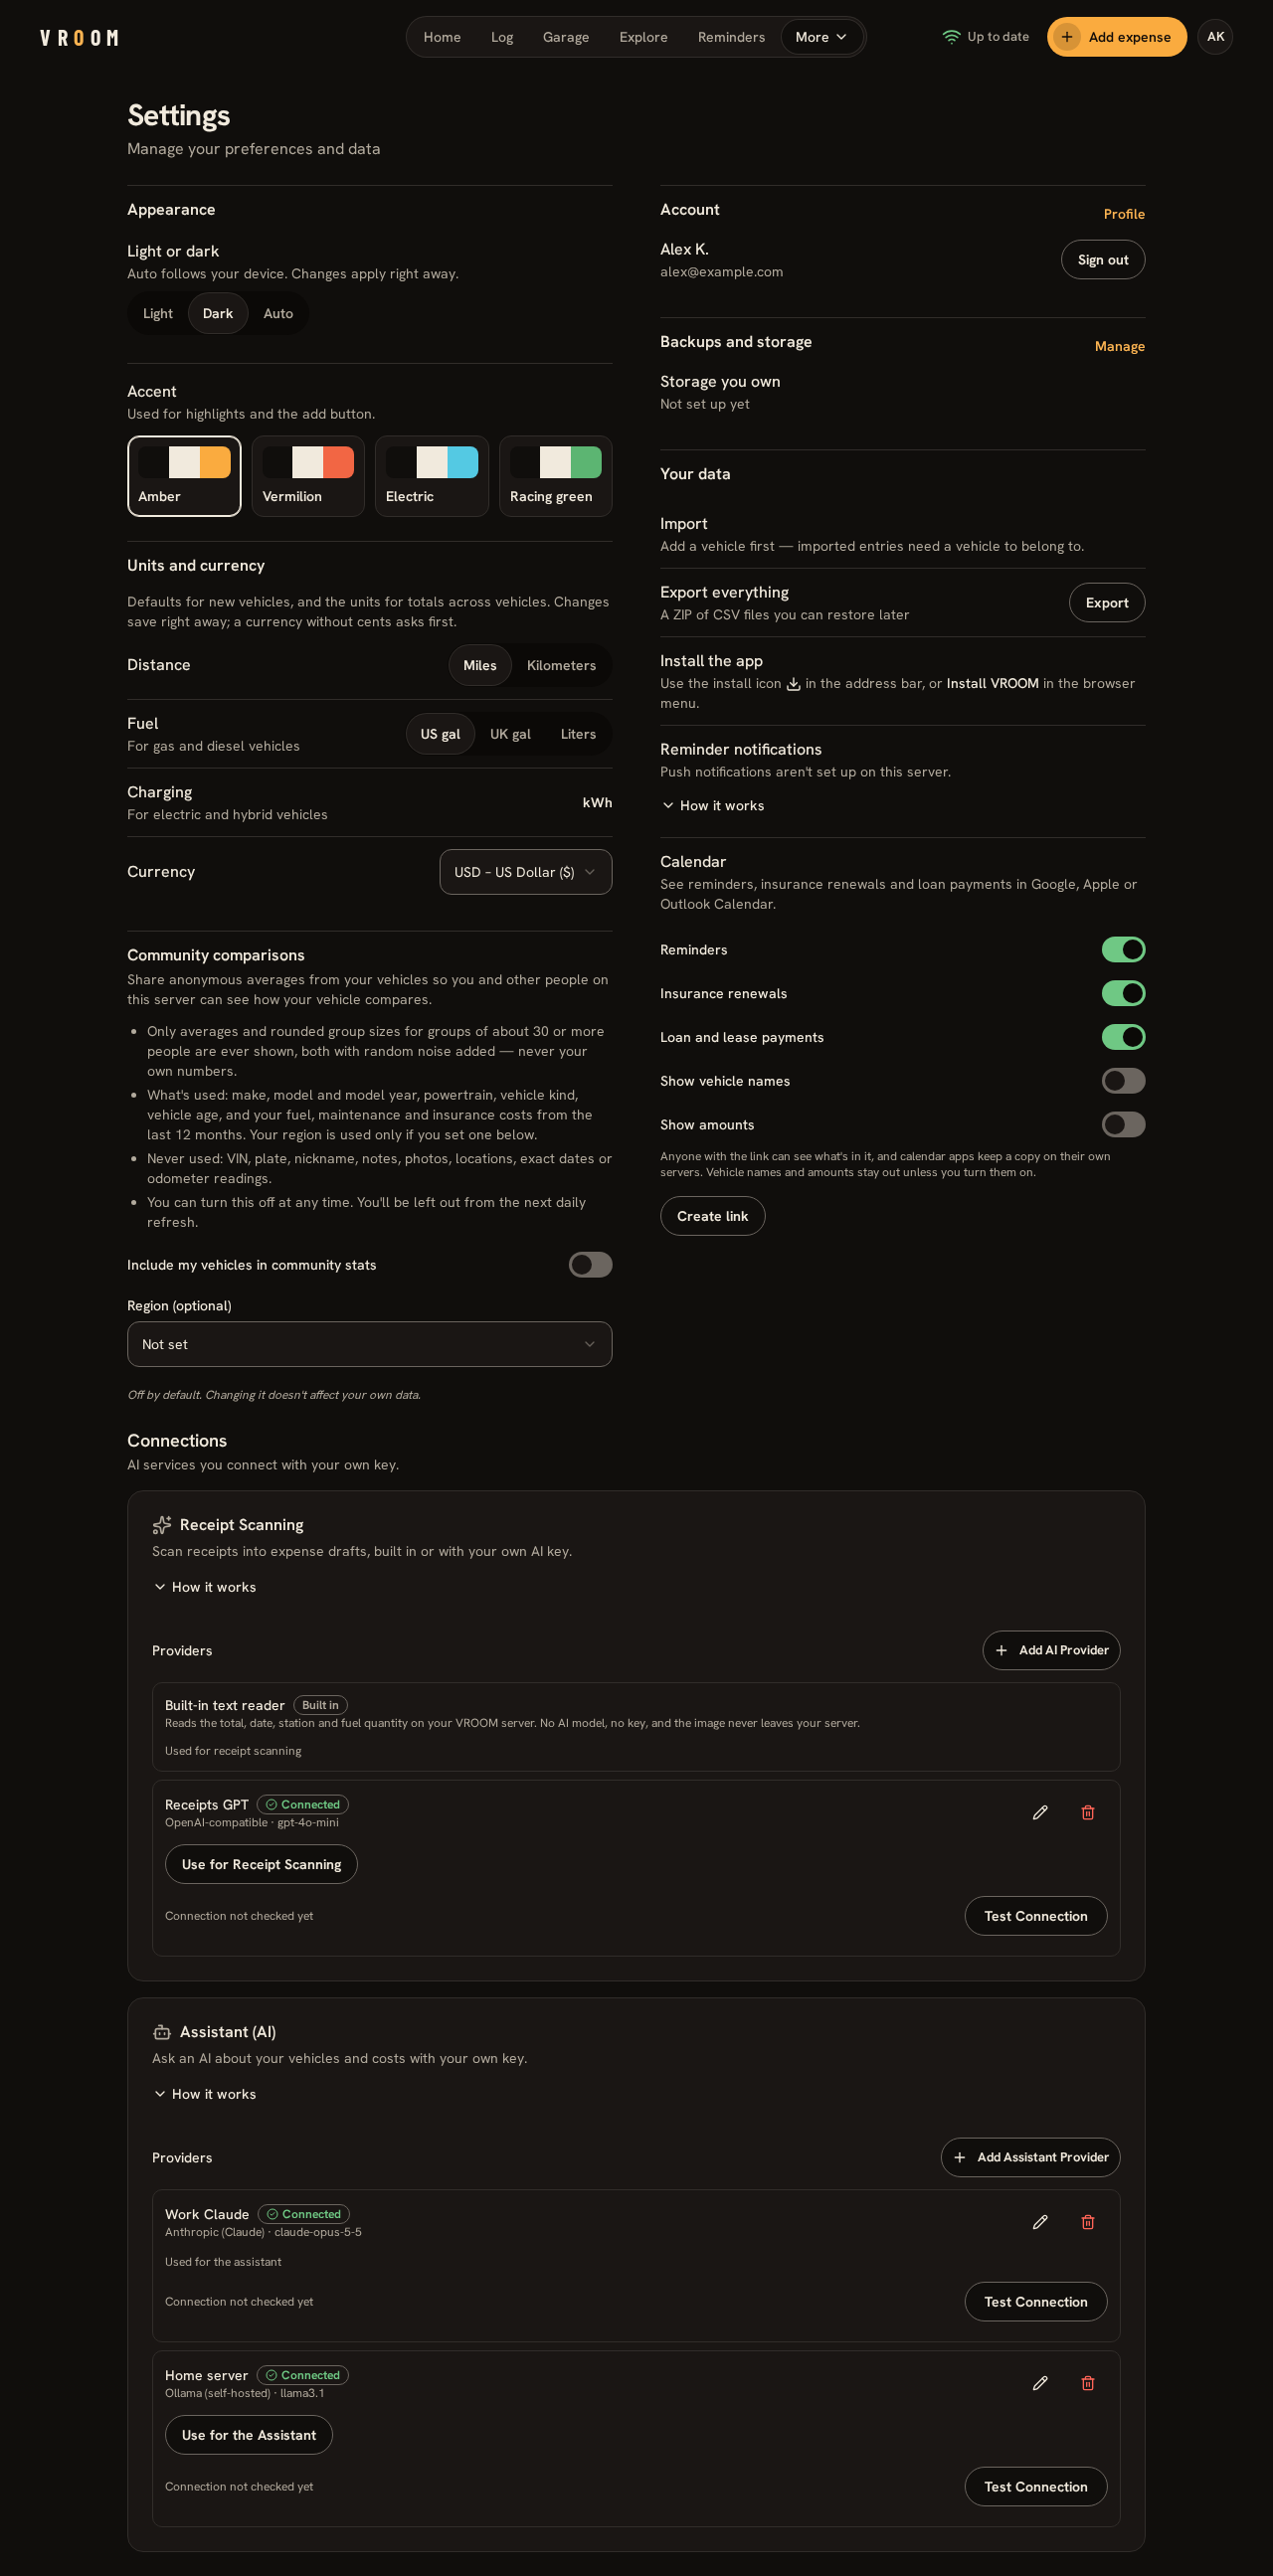 VROOM
Home
Log
Garage
Explore
Reminders
More
Up to date
Add expense
AK
Settings
Manage your preferences and data
Appearance
Light or dark
Auto follows your device. Changes apply right away.
Light
Dark
Auto
Accent
Used for highlights and the add button.
Amber
Vermilion
Electric
Racing green
Units and currency
Defaults for new vehicles, and the units for totals across vehicles. Changes
save right away; a currency without cents asks first.
Distance
Miles
Kilometers
Fuel
For gas and diesel vehicles
US gal
UK gal
Liters
Charging
For electric and hybrid vehicles
kWh
Currency
USD – US Dollar ($)
Community comparisons
Share anonymous averages from your vehicles so you and other people on
this server can see how your vehicle compares.
• Only averages and rounded group sizes for groups of about 30 or more
people are ever shown, both with random noise added — never your
own numbers.
• What's used: make, model and model year, powertrain, vehicle kind,
vehicle age, and your fuel, maintenance and insurance costs from the
last 12 months. Your region is used only if you set one below.
• Never used: VIN, plate, nickname, notes, photos, locations, exact dates or
odometer readings.
• You can turn this off at any time. You'll be left out from the next daily
refresh.
Include my vehicles in community stats
Region (optional)
Not set
Off by default. Changing it doesn't affect your own data.
Account
Profile
Alex K.
alex@example.com
Sign out
Backups and storage
Manage
Storage you own
Not set up yet
Your data
Import
Add a vehicle first — imported entries need a vehicle to belong to.
Export everything
A ZIP of CSV files you can restore later
Export
Install the app
Use the install icon in the address bar, or Install VROOM in the browser
menu.
Reminder notifications
Push notifications aren't set up on this server.
How it works
Calendar
See reminders, insurance renewals and loan payments in Google, Apple or
Outlook Calendar.
Reminders
Insurance renewals
Loan and lease payments
Show vehicle names
Show amounts
Anyone with the link can see what's in it, and calendar apps keep a copy on their own
servers. Vehicle names and amounts stay out unless you turn them on.
Create link
Connections
AI services you connect with your own key.
Receipt Scanning
Scan receipts into expense drafts, built in or with your own AI key.
How it works
Providers
Add AI Provider
Built-in text reader
Built in
Reads the total, date, station and fuel quantity on your VROOM server. No AI model, no key, and the image never leaves your server.
Used for receipt scanning
Receipts GPT
Connected
OpenAI-compatible · gpt-4o-mini
Use for Receipt Scanning
Connection not checked yet
Test Connection
Assistant (AI)
Ask an AI about your vehicles and costs with your own key.
How it works
Providers
Add Assistant Provider
Work Claude
Connected
Anthropic (Claude) · claude-opus-5-5
Used for the assistant
Connection not checked yet
Test Connection
Home server
Connected
Ollama (self-hosted) · llama3.1
Use for the Assistant
Connection not checked yet
Test Connection